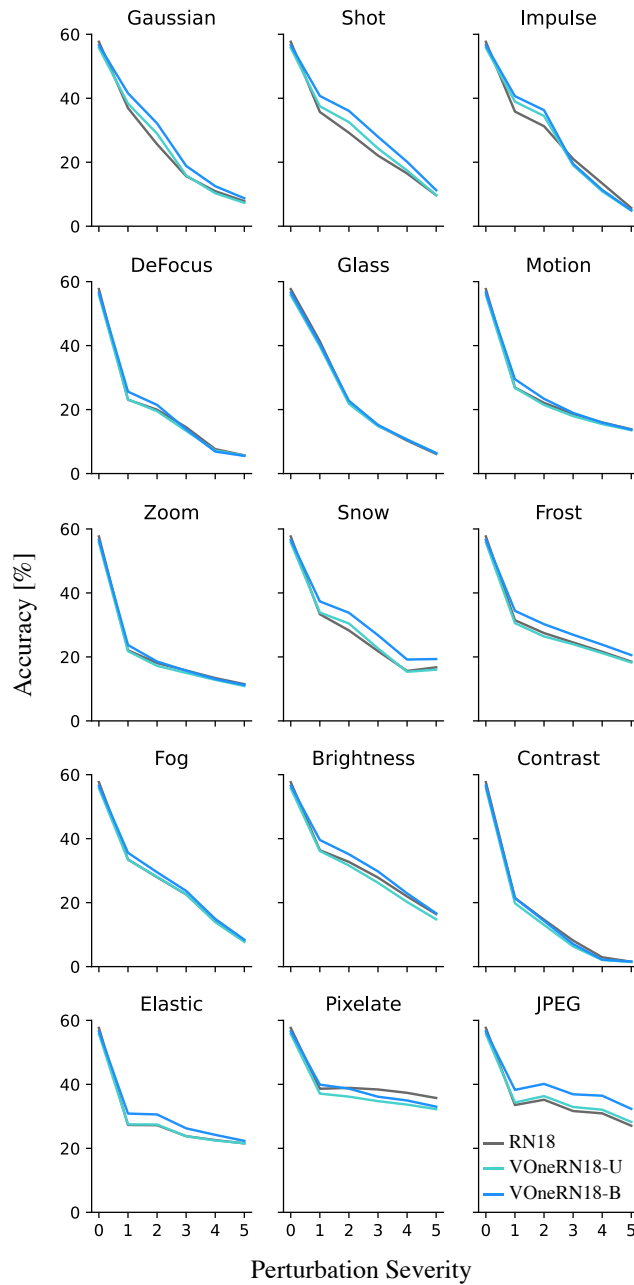 Gaussian Shot Impulse
60
40
20
0
DeFocus Glass Motion
60
40
20
0
Zoom Snow Frost
60
40
20
0
Accuracy [%]
Fog Brightness Contrast
60
40
20
0
Elastic Pixelate JPEG
60
40
20
0
RN18
VOneRN18-U
VOneRN18-B
0 1 2 3 4 5 0 1 2 3 4 5 0 1 2 3 4 5
Perturbation Severity